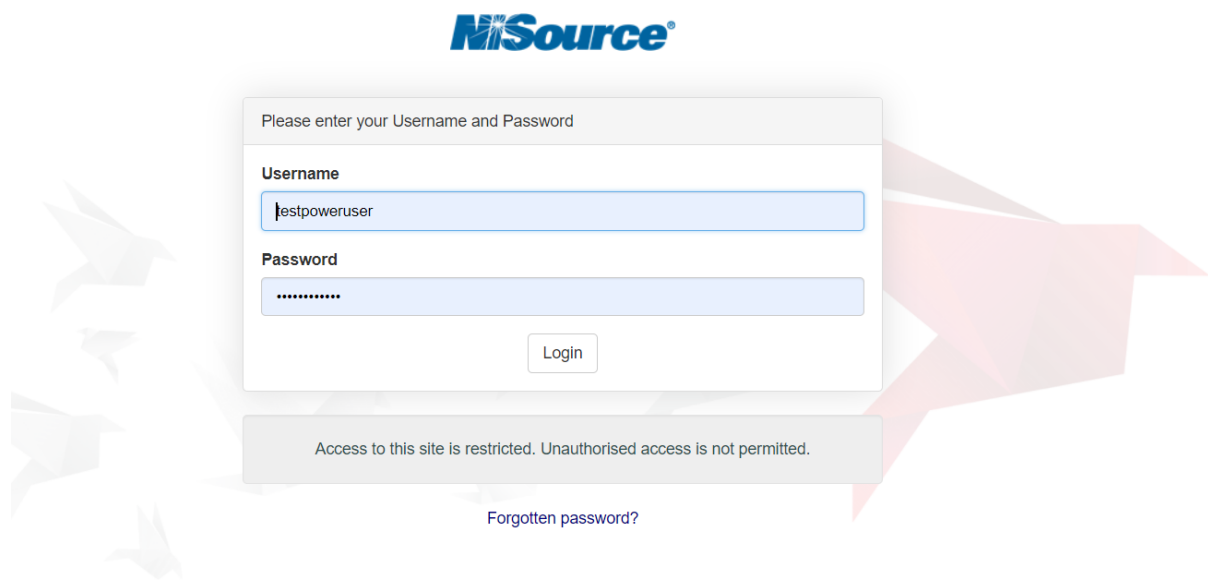 NiSource®
Please enter your Username and Password
Username
testpoweruser
Password
••••••••••••
Login
Access to this site is restricted. Unauthorised access is not permitted.
Forgotten password?